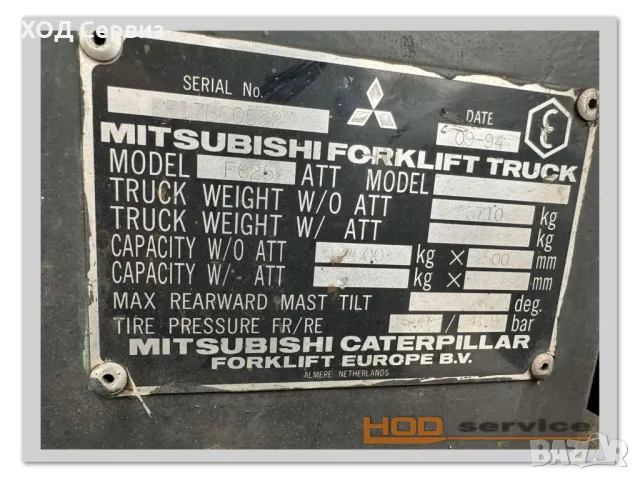 ХОД Сервиз
SERIAL No.
DATE
09-94
MITSUBISHI FORKLIFT TRUCK
MODEL ATT MODEL
TRUCK WEIGHT W/O ATT kg
TRUCK WEIGHT W/ ATT kg
CAPACITY W/O ATT kg × mm
CAPACITY W/- ATT kg × mm
MAX REARWARD MAST TILT deg.
TIRE PRESSURE FR/RE / bar
MITSUBISHI CATERPILLAR
FORKLIFT EUROPE B.V.
ALMERE NETHERLANDS
HOD service
BAZAR